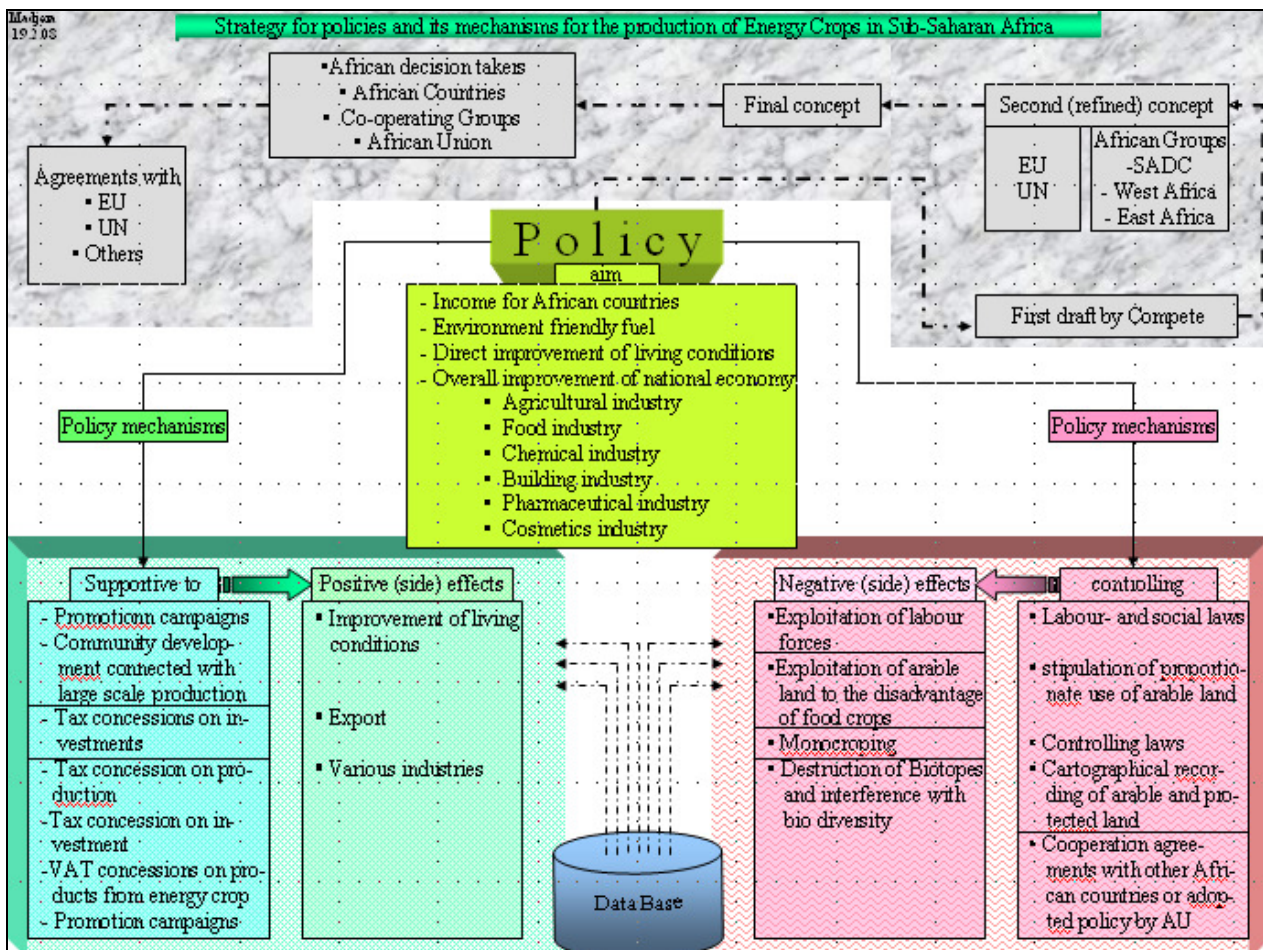 Strategy for policies and its mechanisms for the production of Energy Crops in Sub-Saharan Africa
▪African decision takers
▪ African Countries
▪ Co-operating Groups
▪ African Union
Final concept
Second (refined) concept
EU
UN
African Groups
-SADC
- West Africa
- East Africa
Agreements with
▪ EU
▪ UN
▪ Others
First draft by Compete
Policy
aim
- Income for African countries
- Environment friendly fuel
- Direct improvement of living conditions
- Overall improvement of national economy
▪ Agricultural industry
▪ Food industry
▪ Chemical industry
▪ Building industry
▪ Pharmaceutical industry
▪ Cosmetics industry
Policy mechanisms
Policy mechanisms
Supportive to
- Promotionn campaigns
- Community develop-
ment connected with
large scale production
- Tax concessions on in-
vestments
- Tax concession on pro-
duction
-Tax concession on in-
vestment
-VAT concessions on pro-
ducts from energy crop
- Promotion campaigns
Positive (side) effects
▪ Improvement of living
conditions
▪ Export
▪ Various industries
Data Base
Negative (side) effects
▪Exploitation of labour
forces
▪Exploitation of arable
land to the disadvantage
of food crops
▪ Monocroping
▪ Destruction of Biotopes
and interference with
bio diversity
controlling
▪ Labour- and social laws
▪ stipulation of proportio-
nate use of arable land
▪ Controlling laws
▪ Cartographical recor-
ding of arable and pro-
tected land
▪ Cooperation agree-
ments with other Afri-
can countries or adop-
ted policy by AU